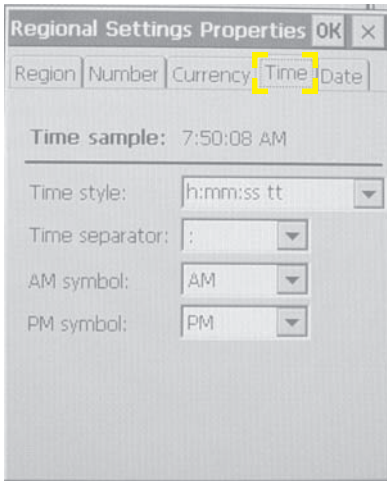 Regional Settings Properties OK ×
Region Number Currency Time Date
Time sample: 7:50:08 AM
Time style: h:mm:ss tt
Time separator: :
AM symbol: AM
PM symbol: PM